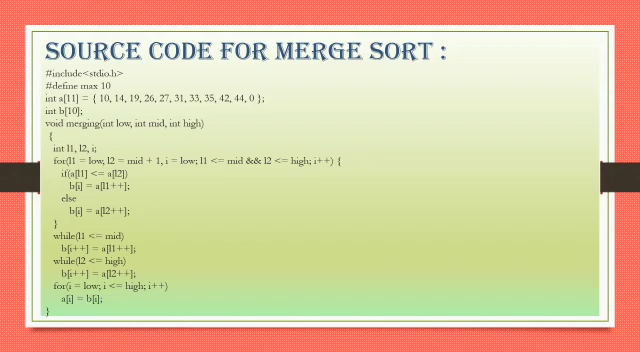 SOURCE CODE FOR MERGE SORT :
#include<stdio.h>
#define max 10
int a[11] = { 10, 14, 19, 26, 27, 31, 33, 35, 42, 44, 0 };
int b[10];
void merging(int low, int mid, int high)
{
int l1, l2, i;
for(l1 = low, l2 = mid + 1, i = low; l1 <= mid && l2 <= high; i++) {
if(a[l1] <= a[l2])
b[i] = a[l1++];
else
b[i] = a[l2++];
}
while(l1 <= mid)
b[i++] = a[l1++];
while(l2 <= high)
b[i++] = a[l2++];
for(i = low; i <= high; i++)
a[i] = b[i];
}